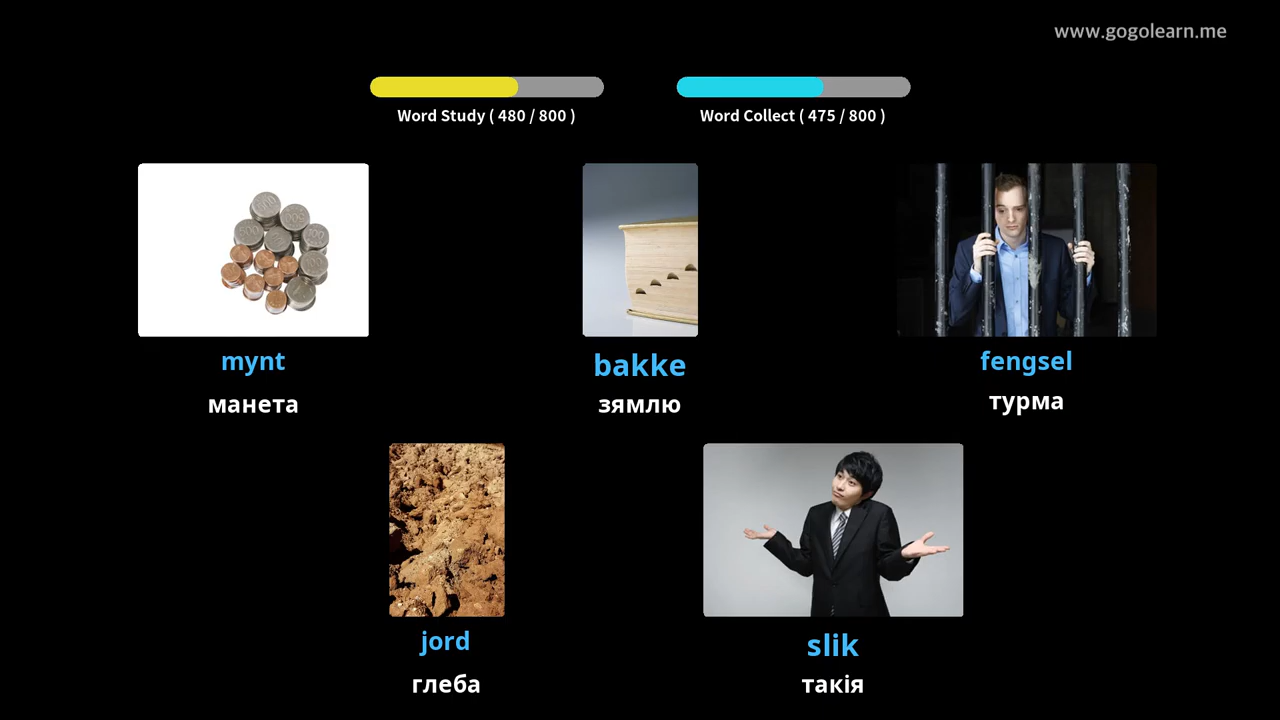 www.gogolearn.me
Word Study ( 480 / 800 )
Word Collect ( 475 / 800 )
mynt
манета
bakke
зямлю
fengsel
турма
jord
глеба
slik
такія